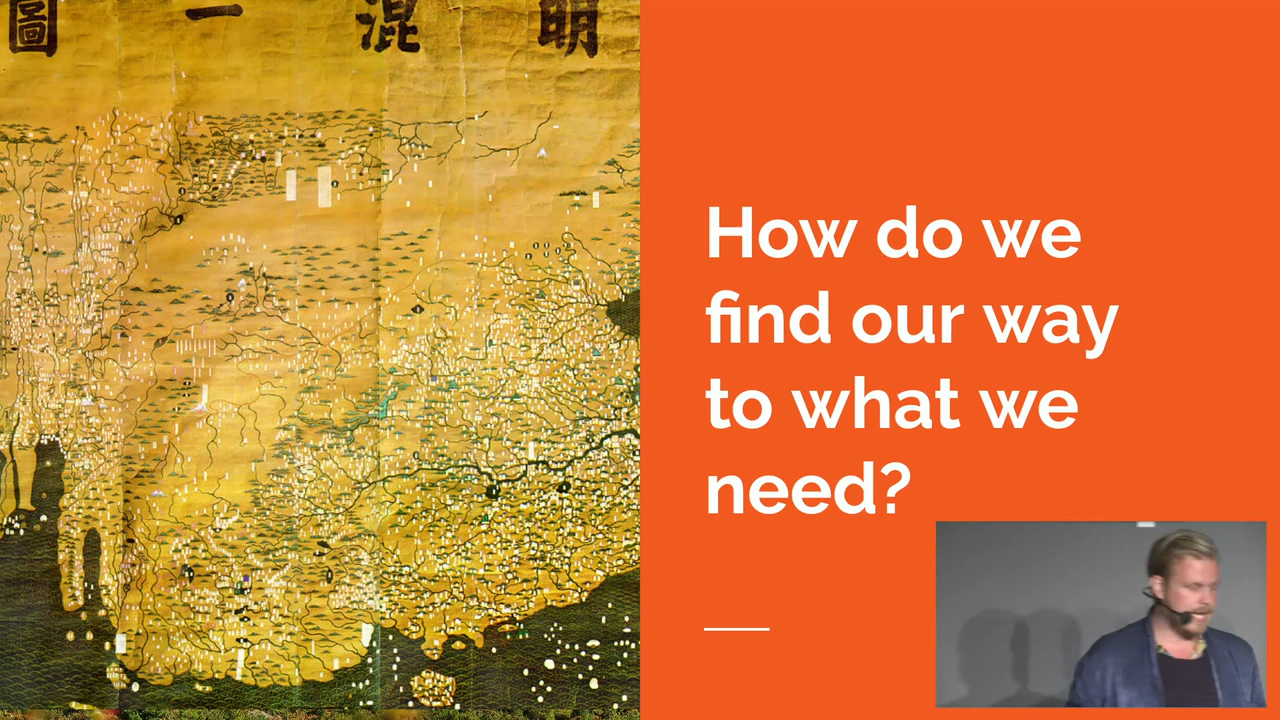 圖 一 混 明
How do we
find our way
to what we
need?